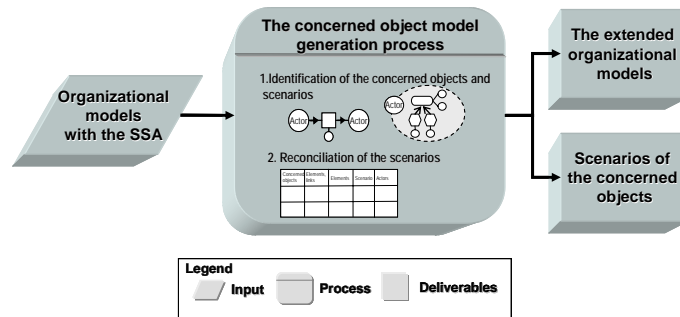 The concerned object model
generation process
1.Identification of the concerned objects and
scenarios
Actor
Actor
Actor
2. Reconciliation of the scenarios
Concerned
objects
Elements,
links
Elements
Scenario
Actors
Organizational
models
with the SSA
The extended
organizational
models
Scenarios of
the concerned
objects
Legend
Input
Process
Deliverables